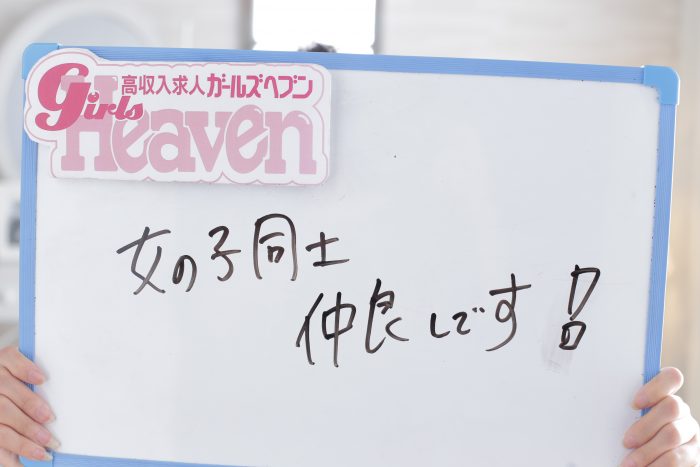 高収入求人ガールズヘブン
Girls
Heaven
女の子同士
仲良しです!